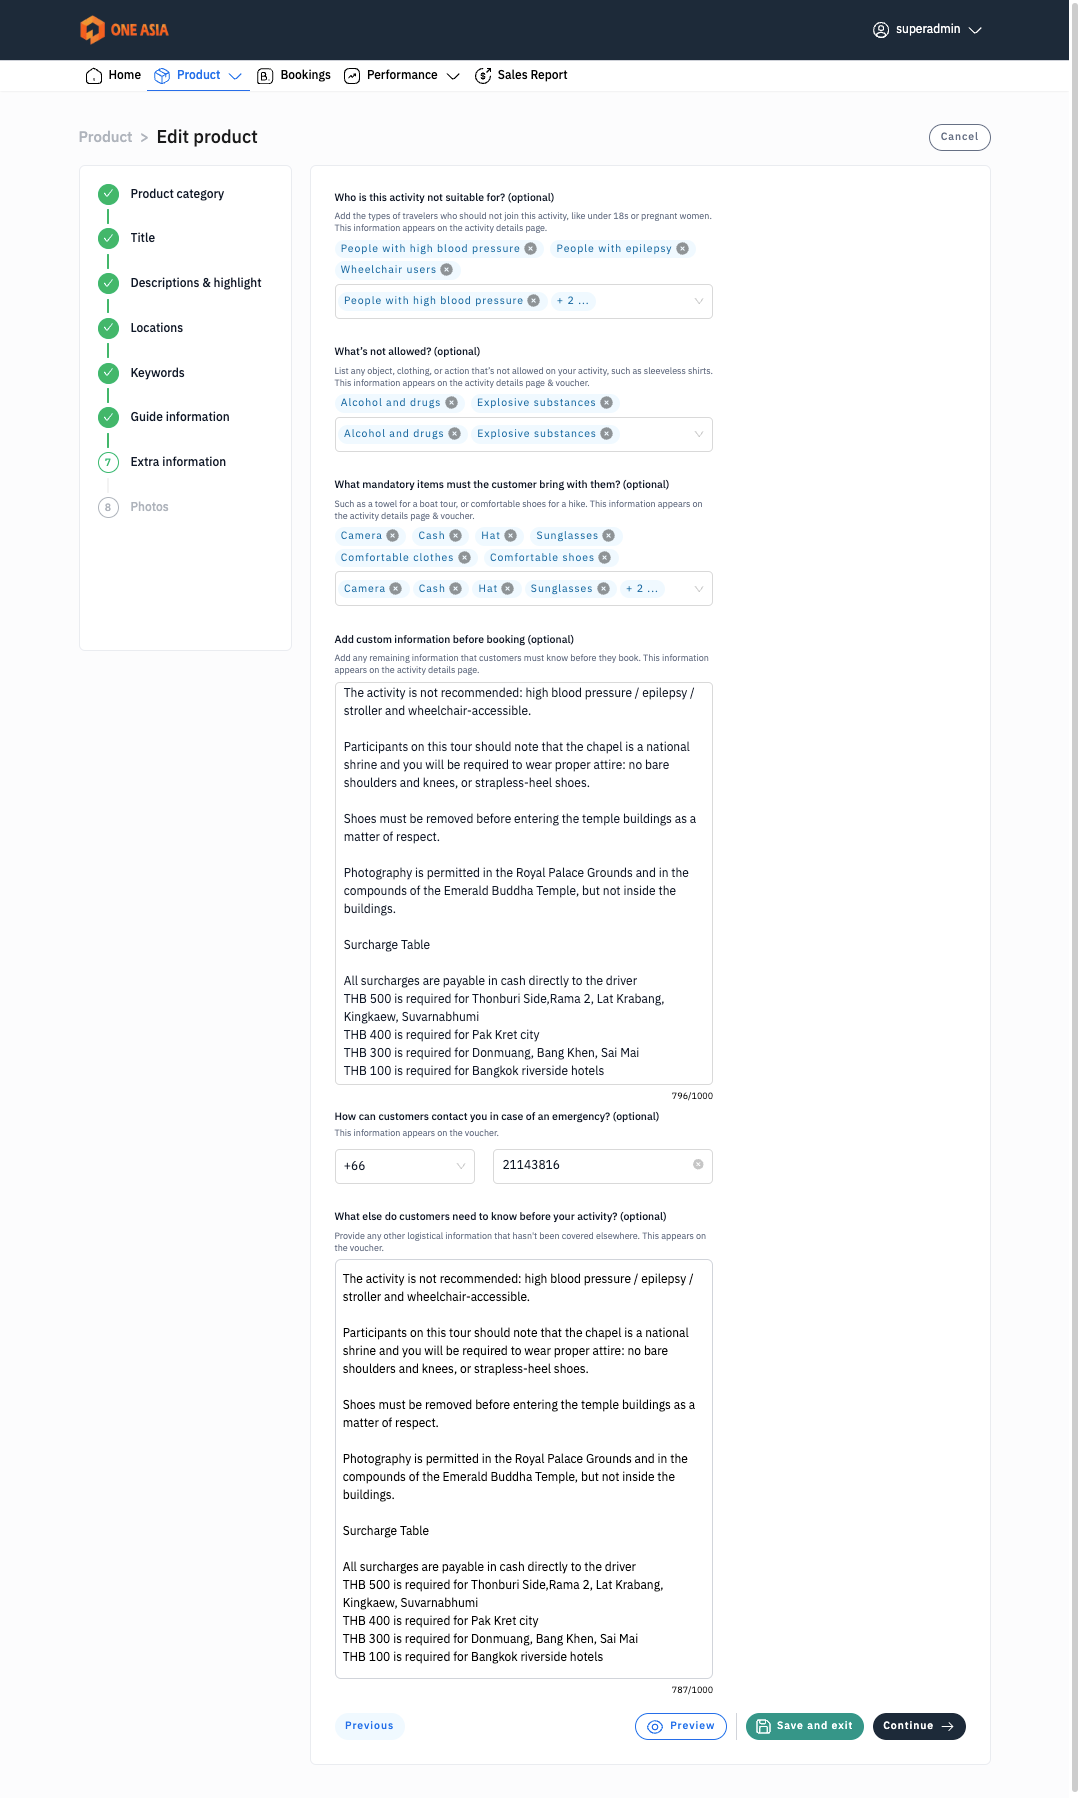 ONE ASIA
superadmin
Home
Product
Bookings
Performance
Sales Report
Product > Edit product
Cancel
Product category
Title
Descriptions & highlight
Locations
Keywords
Guide information
7 Extra information
8 Photos
Who is this activity not suitable for? (optional)
Add the types of travelers who should not join this activity, like under 18s or pregnant women.
This information appears on the activity details page.
People with high blood pressure People with epilepsy
Wheelchair users
People with high blood pressure + 2 ...
What's not allowed? (optional)
List any object, clothing, or action that's not allowed on your activity, such as sleeveless shirts.
This information appears on the activity details page & voucher.
Alcohol and drugs Explosive substances
Alcohol and drugs Explosive substances
What mandatory items must the customer bring with them? (optional)
Such as a towel for a boat tour, or comfortable shoes for a hike. This information appears on
the activity details page & voucher.
Camera Cash Hat Sunglasses
Comfortable clothes Comfortable shoes
Camera Cash Hat Sunglasses + 2 ...
Add custom information before booking (optional)
Add any remaining information that customers must know before they book. This information
appears on the activity details page.
The activity is not recommended: high blood pressure / epilepsy /
stroller and wheelchair-accessible.
Participants on this tour should note that the chapel is a national
shrine and you will be required to wear proper attire: no bare
shoulders and knees, or strapless-heel shoes.
Shoes must be removed before entering the temple buildings as a
matter of respect.
Photography is permitted in the Royal Palace Grounds and in the
compounds of the Emerald Buddha Temple, but not inside the
buildings.
Surcharge Table
All surcharges are payable in cash directly to the driver
THB 500 is required for Thonburi Side,Rama 2, Lat Krabang,
Kingkaew, Suvarnabhumi
THB 400 is required for Pak Kret city
THB 300 is required for Donmuang, Bang Khen, Sai Mai
THB 100 is required for Bangkok riverside hotels
796/1000
How can customers contact you in case of an emergency? (optional)
This information appears on the voucher.
+66
21143816
What else do customers need to know before your activity? (optional)
Provide any other logistical information that hasn't been covered elsewhere. This appears on
the voucher.
The activity is not recommended: high blood pressure / epilepsy /
stroller and wheelchair-accessible.
Participants on this tour should note that the chapel is a national
shrine and you will be required to wear proper attire: no bare
shoulders and knees, or strapless-heel shoes.
Shoes must be removed before entering the temple buildings as a
matter of respect.
Photography is permitted in the Royal Palace Grounds and in the
compounds of the Emerald Buddha Temple, but not inside the
buildings.
Surcharge Table
All surcharges are payable in cash directly to the driver
THB 500 is required for Thonburi Side,Rama 2, Lat Krabang,
Kingkaew, Suvarnabhumi
THB 400 is required for Pak Kret city
THB 300 is required for Donmuang, Bang Khen, Sai Mai
THB 100 is required for Bangkok riverside hotels
787/1000
Previous
Preview
Save and exit
Continue